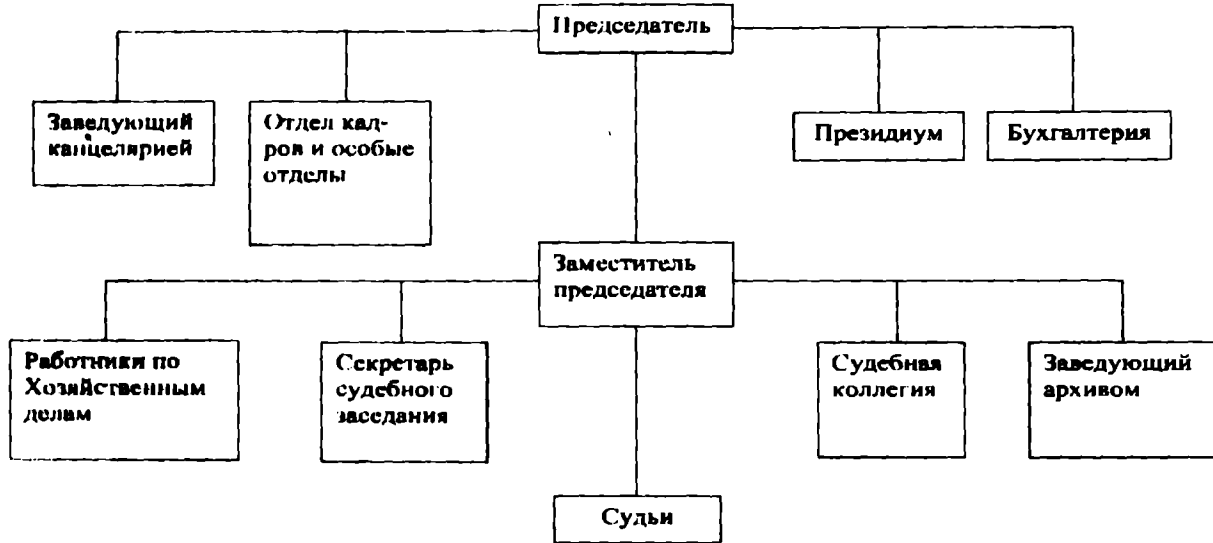 Председатель
Заведующий
канцелярией
Отдел кад-
ров и особые
отделы
Президиум
Бухгалтерия
Заместитель
председателя
Работники по
Хозяйственным
делам
Секретарь
судебного
заседания
Судебная
коллегия
Заведующий
архивом
Судьи